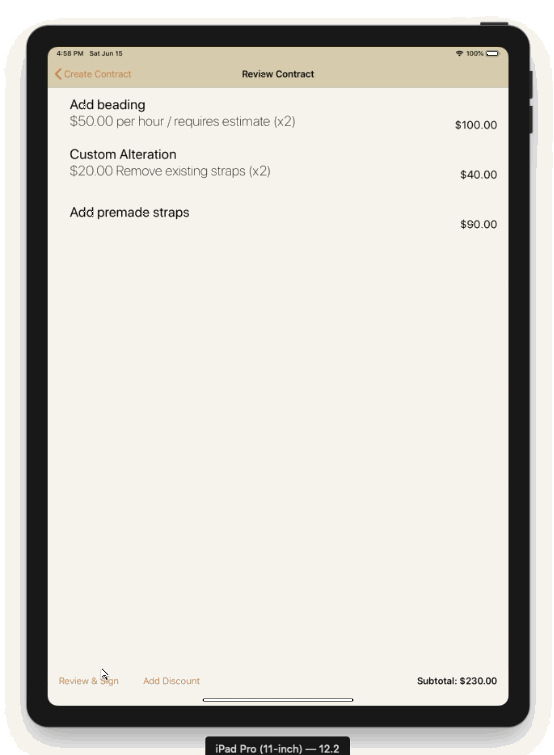 4:58 PM Sat Jun 15 100%
Create Contract Review Contract
Add beading
$50.00 per hour / requires estimate (x2)
$100.00
Custom Alteration
$20.00 Remove existing straps (x2)
$40.00
Add premade straps
$90.00
Review & Sign Add Discount Subtotal: $230.00
iPad Pro (11-inch) — 12.2